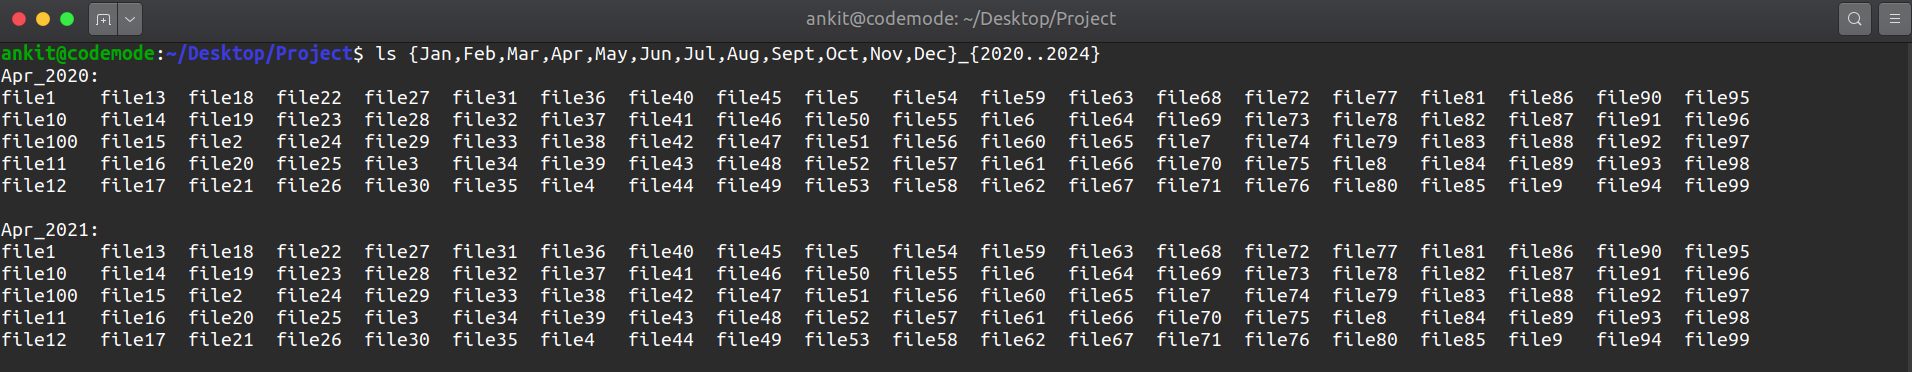 ankit@codemode: ~/Desktop/Project
ankit@codemode:~/Desktop/Project$ ls {Jan,Feb,Mar,Apr,May,Jun,Jul,Aug,Sept,Oct,Nov,Dec}_{2020..2024}
Apr_2020:
file1 file13 file18 file22 file27 file31 file36 file40 file45 file5 file54 file59 file63 file68 file72 file77 file81 file86 file90 file95
file10 file14 file19 file23 file28 file32 file37 file41 file46 file50 file55 file6 file64 file69 file73 file78 file82 file87 file91 file96
file100 file15 file2 file24 file29 file33 file38 file42 file47 file51 file56 file60 file65 file7 file74 file79 file83 file88 file92 file97
file11 file16 file20 file25 file3 file34 file39 file43 file48 file52 file57 file61 file66 file70 file75 file8 file84 file89 file93 file98
file12 file17 file21 file26 file30 file35 file4 file44 file49 file53 file58 file62 file67 file71 file76 file80 file85 file9 file94 file99
Apr_2021:
file1 file13 file18 file22 file27 file31 file36 file40 file45 file5 file54 file59 file63 file68 file72 file77 file81 file86 file90 file95
file10 file14 file19 file23 file28 file32 file37 file41 file46 file50 file55 file6 file64 file69 file73 file78 file82 file87 file91 file96
file100 file15 file2 file24 file29 file33 file38 file42 file47 file51 file56 file60 file65 file7 file74 file79 file83 file88 file92 file97
file11 file16 file20 file25 file3 file34 file39 file43 file48 file52 file57 file61 file66 file70 file75 file8 file84 file89 file93 file98
file12 file17 file21 file26 file30 file35 file4 file44 file49 file53 file58 file62 file67 file71 file76 file80 file85 file9 file94 file99